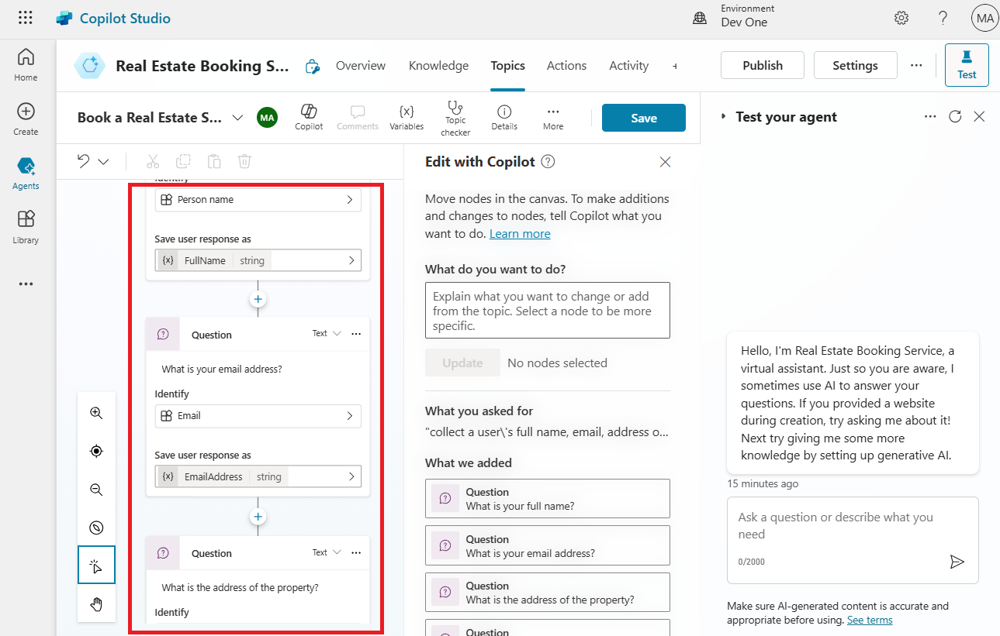 Copilot Studio
Environment
Dev One
MA
Home
Create
Agents
Library
Real Estate Booking S...
Overview
Knowledge
Topics
Actions
Activity
Publish
Settings
Test
Book a Real Estate S...
MA
Copilot
Comments
{x}
Variables
Topic
checker
Details
More
Save
Identify
Person name
Save user response as
{x} FullName string
Question
Text
What is your email address?
Identify
Email
Save user response as
{x} EmailAddress string
Question
Text
What is the address of the property?
Identify
Edit with Copilot
Move nodes in the canvas. To make additions
and changes to nodes, tell Copilot what you
want to do. Learn more
What do you want to do?
Explain what you want to change or add
from the topic. Select a node to be more
specific.
Update
No nodes selected
What you asked for
"collect a user\'s full name, email, address o...
What we added
Question
What is your full name?
Question
What is your email address?
Question
What is the address of the property?
Question
Test your agent
Hello, I'm Real Estate Booking Service, a
virtual assistant. Just so you are aware, I
sometimes use AI to answer your
questions. If you provided a website
during creation, try asking me about it!
Next try giving me some more
knowledge by setting up generative AI.
15 minutes ago
Ask a question or describe what you
need
0/2000
Make sure AI-generated content is accurate and
appropriate before using. See terms